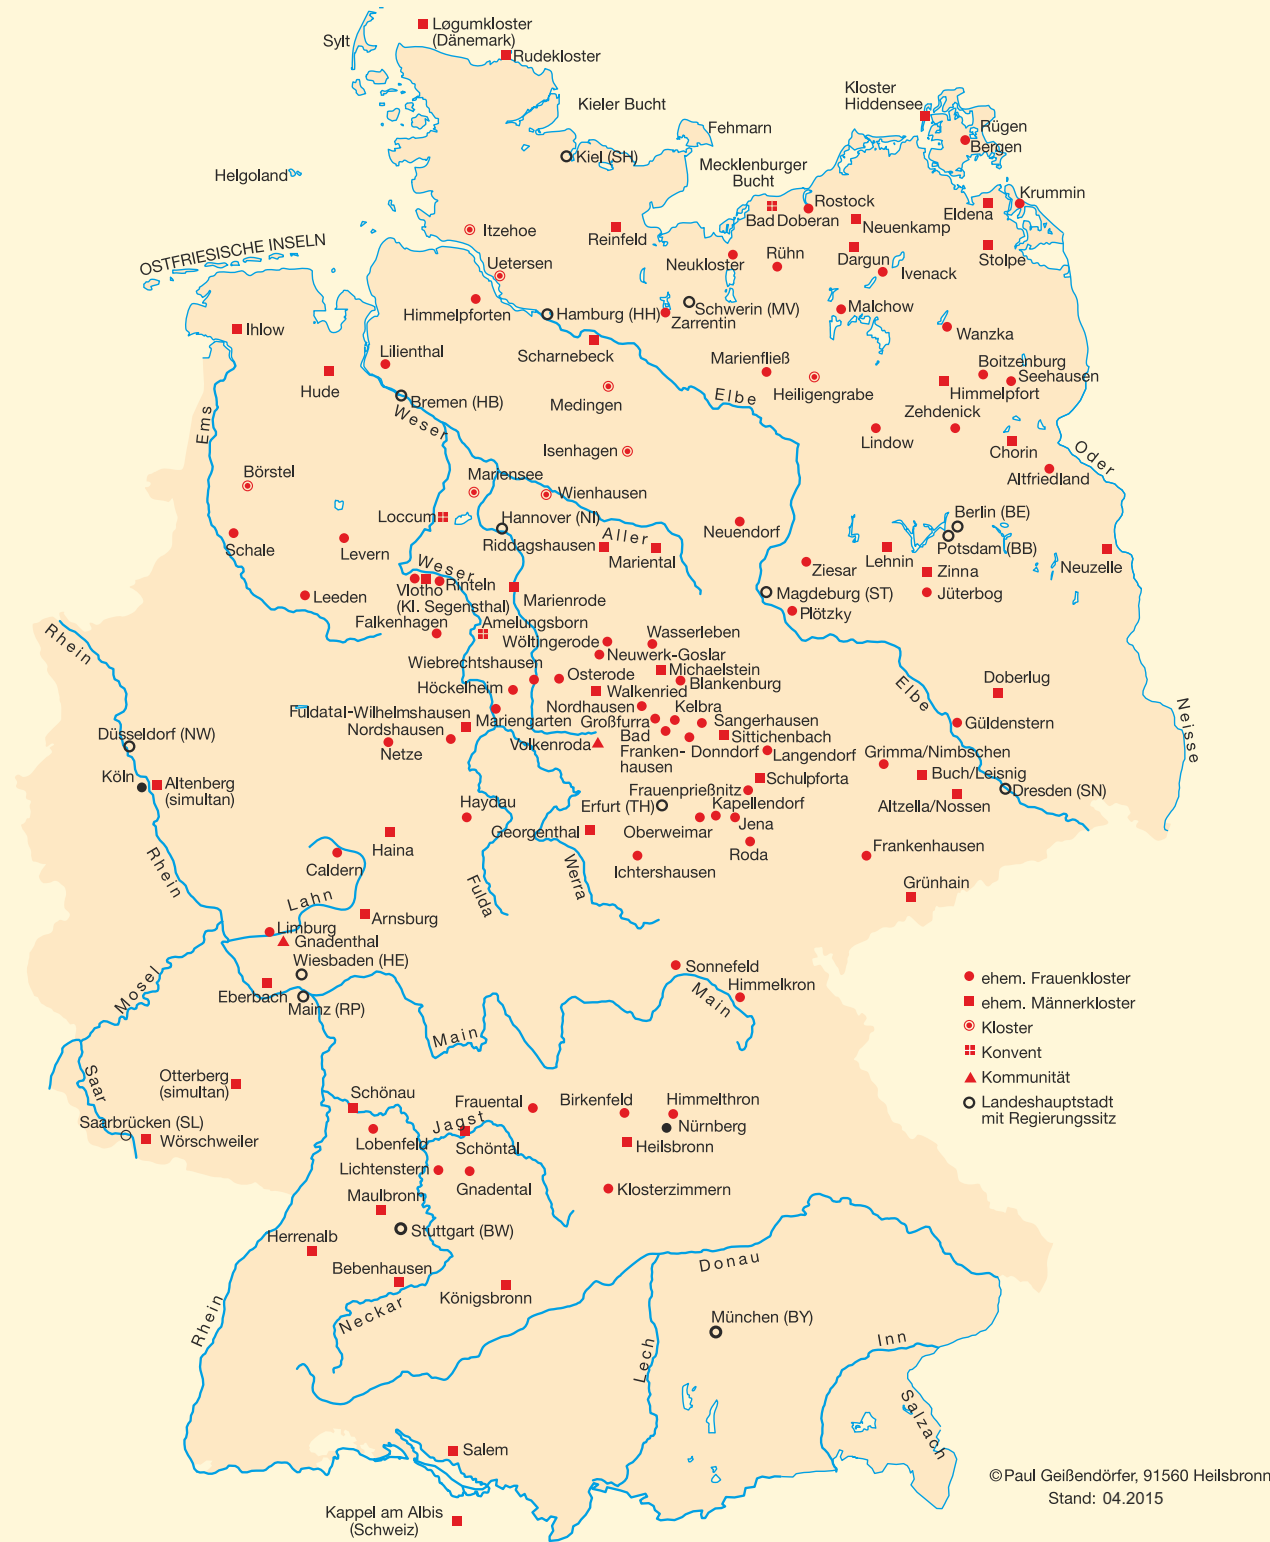 Løgumkloster
(Dänemark)
Sylt
Rudekloster
Kieler Bucht
Kloster
Hiddensee
Fehmarn
Rügen
Bergen
Kiel (SH)
Mecklenburger
Bucht
Helgoland
Krummin
Rostock
Eldena
Bad Doberan
Neuenkamp
Itzehoe
Reinfeld
OSTFRIESISCHE INSELN
Uetersen
Neukloster
Rühn
Dargun
Ivenack
Stolpe
Himmelpforten
Hamburg (HH)
Schwerin (MV)
Zarrentin
Malchow
Ihlow
Wanzka
Lilienthal
Scharnebeck
Marienfließ
Boitzenburg
Seehausen
Hude
Bremen (HB)
Medingen
Elbe
Heiligengrabe
Himmelpfort
Zehdenick
Ems
Weser
Lindow
Chorin
Oder
Isenhagen
Börstel
Mariensee
Wienhausen
Altfriedland
Loccum
Hannover (NI)
Neuendorf
Berlin (BE)
Schale
Levern
Riddagshausen
Aller
Mariental
Lehnin
Potsdam (BB)
Neuzelle
Weser
Ziesar
Zinna
Vlotho
(Kl. Segensthal)
Rinteln
Leeden
Marienrode
Magdeburg (ST)
Jüterbog
Plötzky
Falkenhagen
Amelungsborn
Rhein
Wöltingerode
Wasserleben
Neuwerk-Goslar
Wiebrechtshausen
Michaelstein
Osterode
Blankenburg
Höckelheim
Walkenried
Elbe
Doberlug
Fuldatal-Wilhelmshausen
Nordhausen
Kelbra
Neisse
Nordshausen
Mariengarten
Großfurra
Sangerhausen
Güldenstern
Düsseldorf (NW)
Netze
Volkenroda
Bad
Franken-
hausen
Sittichenbach
Donndorf
Langendorf
Grimma/Nimbschen
Köln
Altenberg
(simultan)
Schulpforta
Buch/Leisnig
Frauenprießnitz
Dresden (SN)
Haydau
Erfurt (TH)
Kapellendorf
Altzella/Nossen
Georgenthal
Oberweimar
Jena
Haina
Roda
Frankenhausen
Rhein
Caldern
Ichtershausen
Werra
Fulda
Grünhain
Lahn
Arnsburg
Limburg
Gnadenthal
Wiesbaden (HE)
Mosel
Sonnefeld
Himmelkron
Eberbach
Mainz (RP)
Main
Main
ehem. Frauenkloster
ehem. Männerkloster
Kloster
Konvent
Kommunität
Landeshauptstadt
mit Regierungssitz
Saar
Otterberg
(simultan)
Schönau
Frauental
Birkenfeld
Himmelthron
Saarbrücken (SL)
Wörschweiler
Lobenfeld
Jagst
Schöntal
Nürnberg
Heilsbronn
Lichtenstern
Gnadental
Klosterzimmern
Maulbronn
Stuttgart (BW)
Herrenalb
Bebenhausen
Donau
Königsbronn
Neckar
Rhein
Lech
München (BY)
Inn
Salzach
Salem
Kappel am Albis
(Schweiz)
©Paul Geißendörfer, 91560 Heilsbronn
Stand: 04.2015